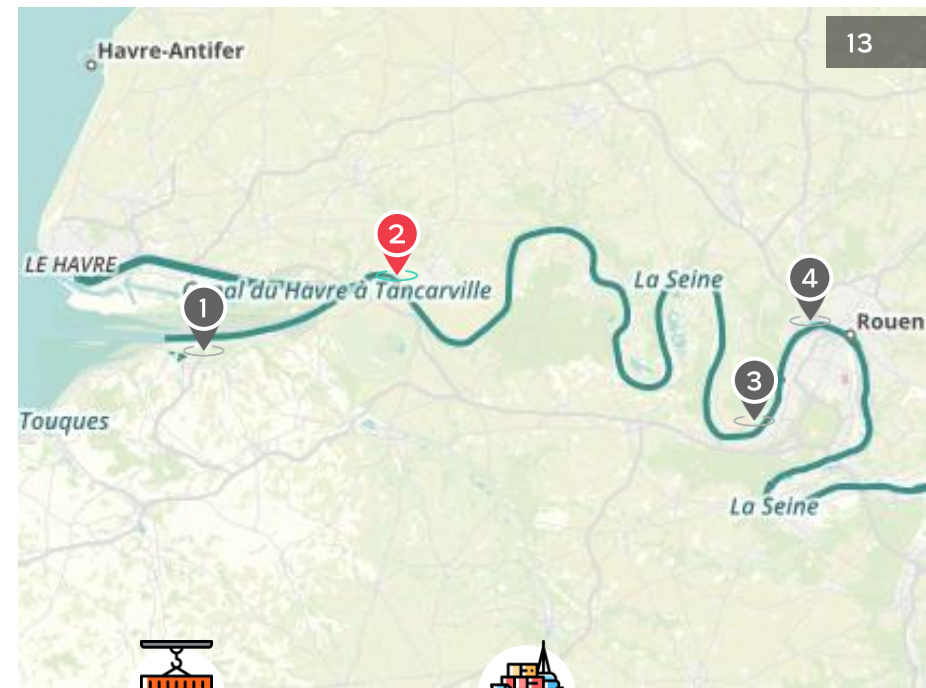 Havre-Antifer
13
2
LE HAVRE
La Seine
4
Canal du Havre à Tancarville
1
Rouen
3
Touques
La Seine